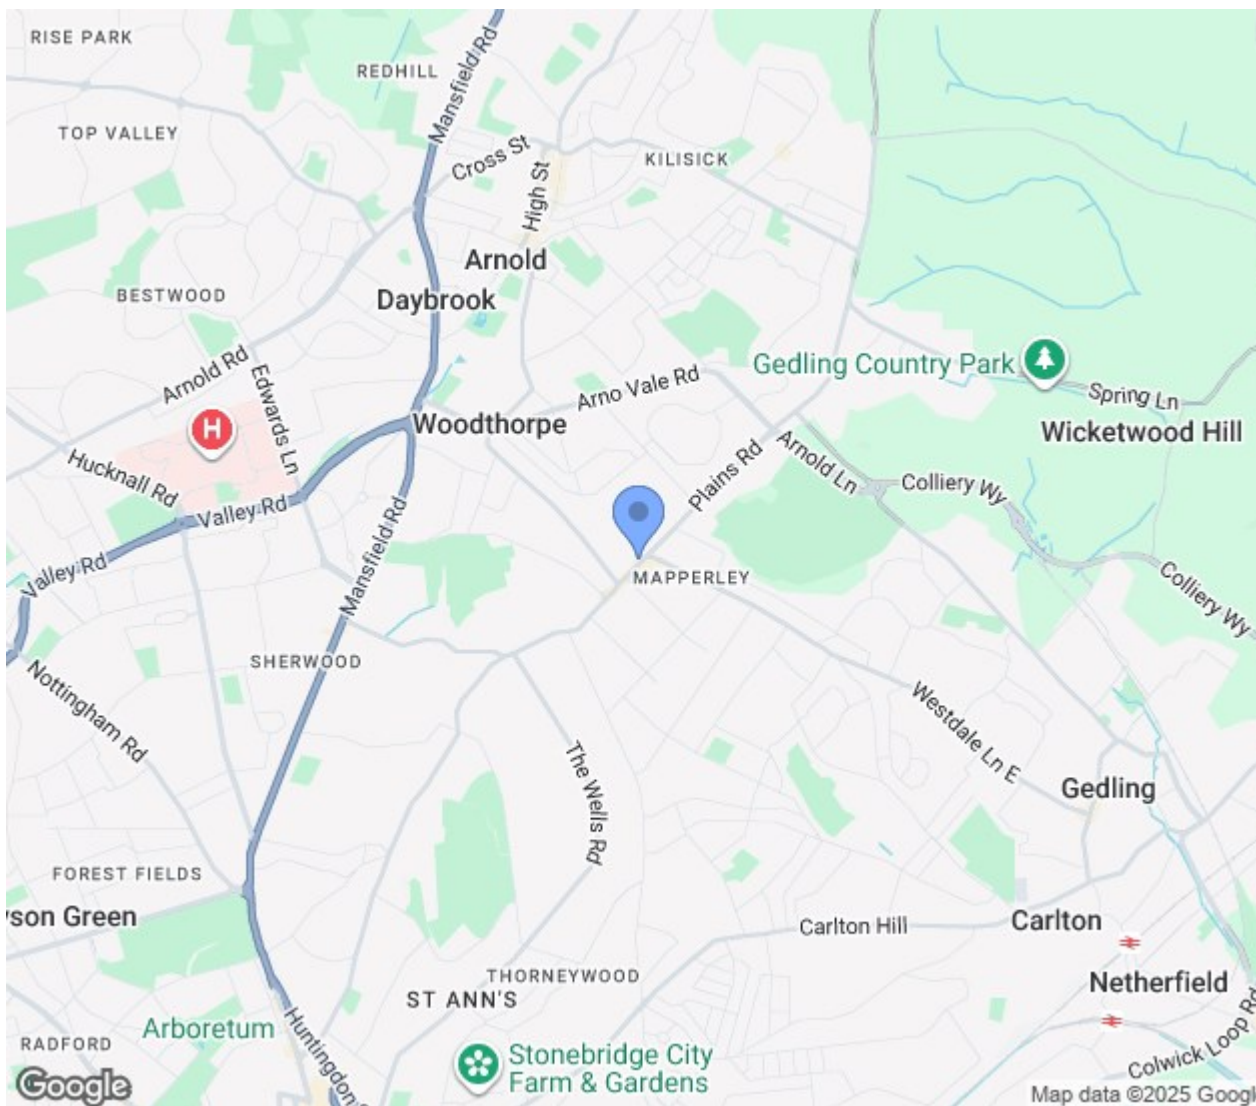 RISE PARK
REDHILL
Mansfield Rd
TOP VALLEY
Cross St
KILISICK
High St
Arnold
BESTWOOD
Daybrook
Arnold Rd
Edwards Ln
Gedling Country Park
Arno Vale Rd
Spring Ln
H
Woodthorpe
Wicketwood Hill
Hucknall Rd
Plains Rd
Arnold Ln
Colliery Wy
Valley Rd
Mansfield Rd
Valley Rd
MAPPERLEY
Colliery Wy
SHERWOOD
Nottingham Rd
Westdale Ln E
The Wells Rd
Gedling
FOREST FIELDS
yson Green
Carlton Hill
Carlton
THORNEYWOOD
Netherfield
ST ANN'S
Arboretum
Huntingdon S
RADFORD
Stonebridge City
Farm & Gardens
Colwick Loop Rd
Google
Map data ©2025 Googl